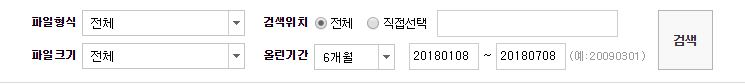 파일형식 전체 검색위치 전체 직접선택
파일크기 전체 올린기간 6개월 20180108 ~ 20180708 (예:20090301)
검색